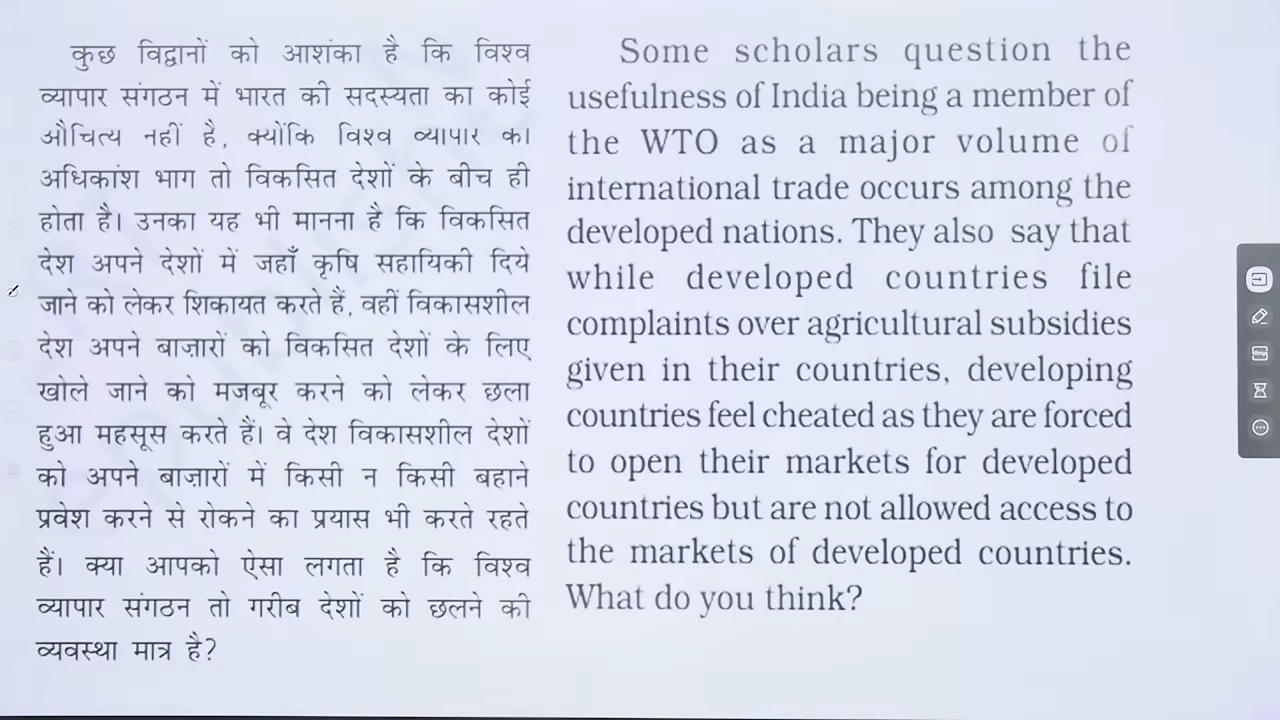 कुछ विद्वानों को आशंका है कि विश्व
व्यापार संगठन में भारत की सदस्यता का कोई
औचित्य नहीं है, क्योंकि विश्व व्यापार का
अधिकांश भाग तो विकसित देशों के बीच ही
होता है। उनका यह भी मानना है कि विकसित
देश अपने देशों में जहाँ कृषि सहायिकी दिये
जाने को लेकर शिकायत करते हैं, वहीं विकासशील
देश अपने बाज़ारों को विकसित देशों के लिए
खोले जाने को मजबूर करने को लेकर छला
हुआ महसूस करते हैं। वे देश विकासशील देशों
को अपने बाज़ारों में किसी न किसी बहाने
प्रवेश करने से रोकने का प्रयास भी करते रहते
हैं। क्या आपको ऐसा लगता है कि विश्व
व्यापार संगठन तो गरीब देशों को छलने की
व्यवस्था मात्र है?
Some scholars question the
usefulness of India being a member of
the WTO as a major volume of
international trade occurs among the
developed nations. They also say that
while developed countries file
complaints over agricultural subsidies
given in their countries, developing
countries feel cheated as they are forced
to open their markets for developed
countries but are not allowed access to
the markets of developed countries.
What do you think?